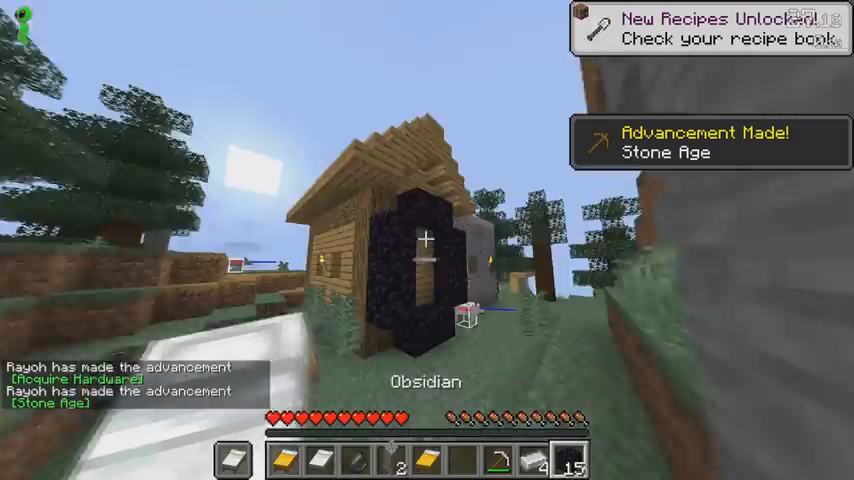 New Recipes Unlocked!
Check your recipe book
Advancement Made!
Stone Age
Rayoh has made the advancement
[Acquire Hardware]
Rayoh has made the advancement
[Stone Age]
Obsidian
2
4
15